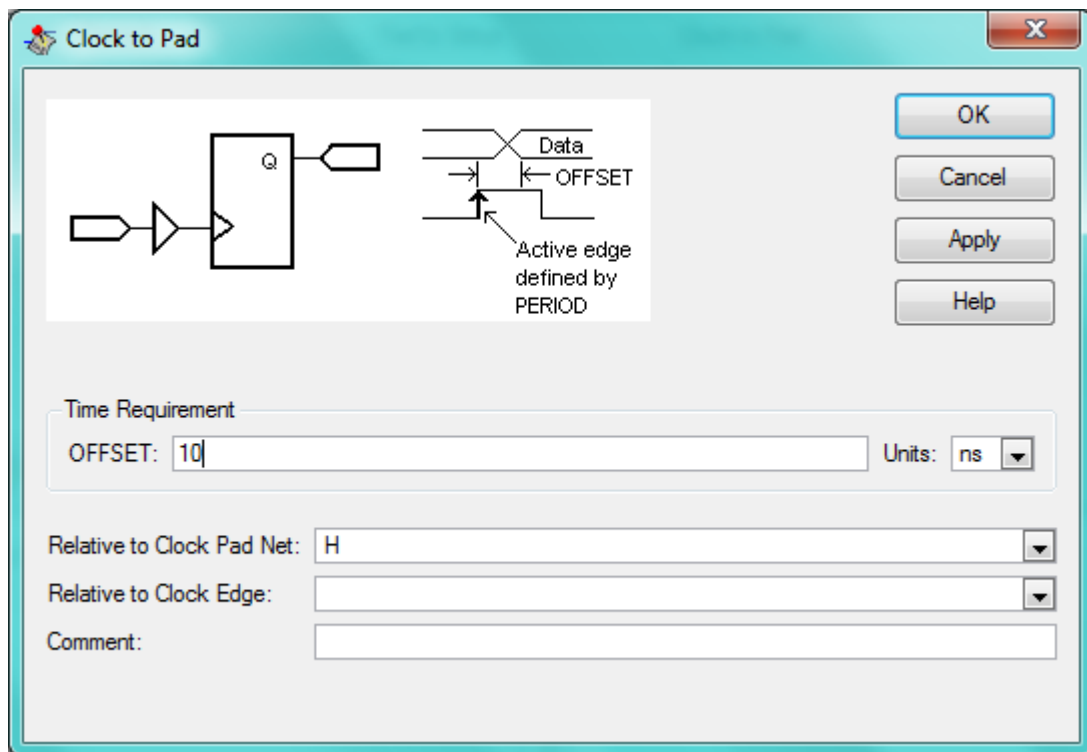 Clock to Pad
Q
Data
OFFSET
Active edge
defined by
PERIOD
OK
Cancel
Apply
Help
Time Requirement
OFFSET: 10 Units: ns
Relative to Clock Pad Net: H
Relative to Clock Edge:
Comment: